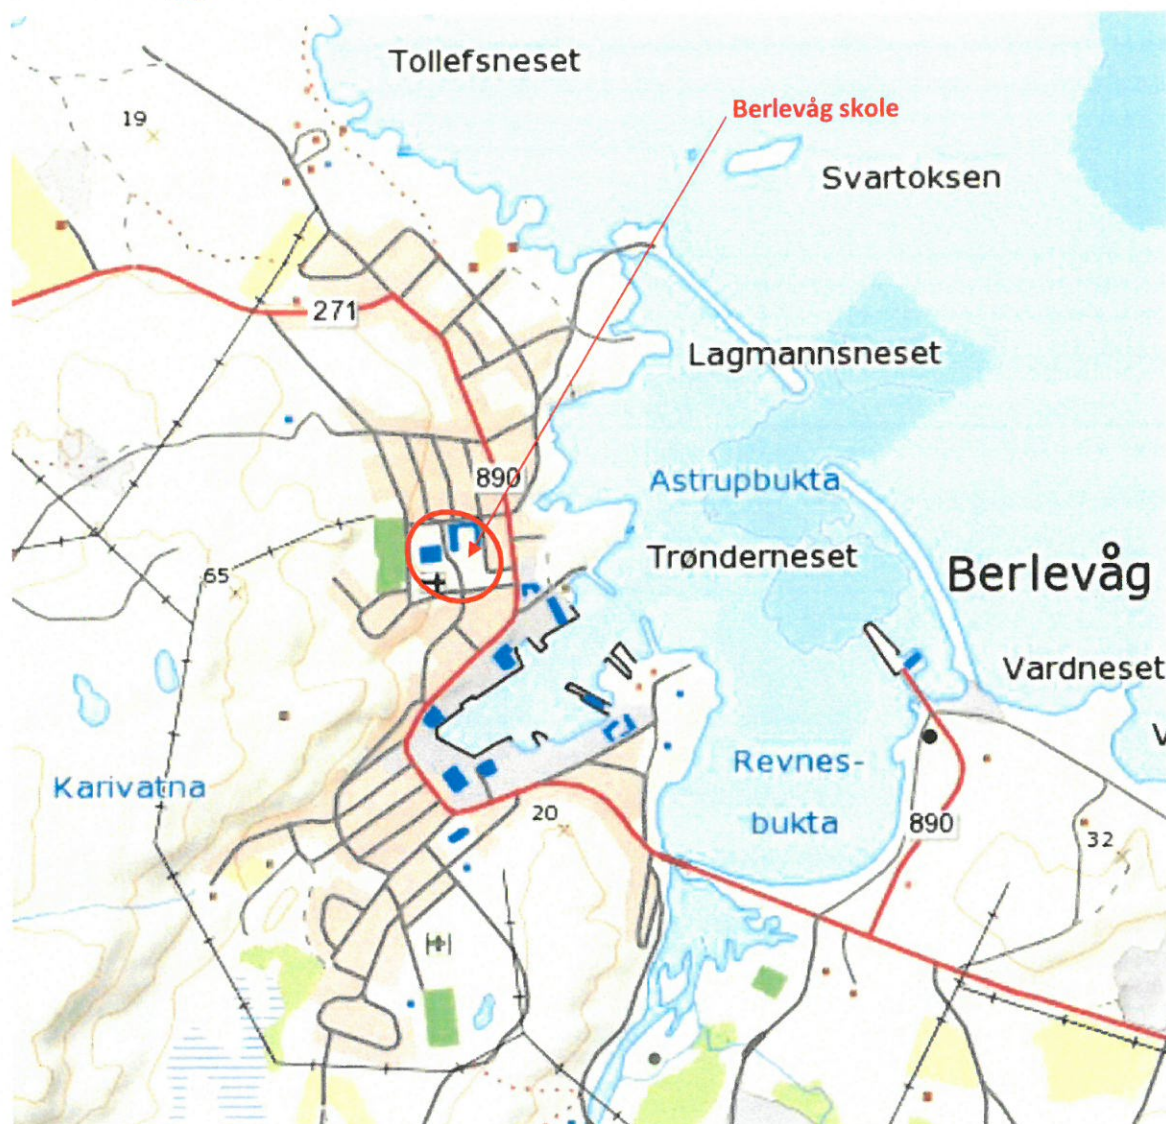 Tollefsneset
Berlevåg skole
19
Svartoksen
271
Lagmannsneset
890
Astrupbukta
Trønderneset
Berlevåg
65
Vardneset
V
Revnes-
bukta
Karivatna
20
890
32